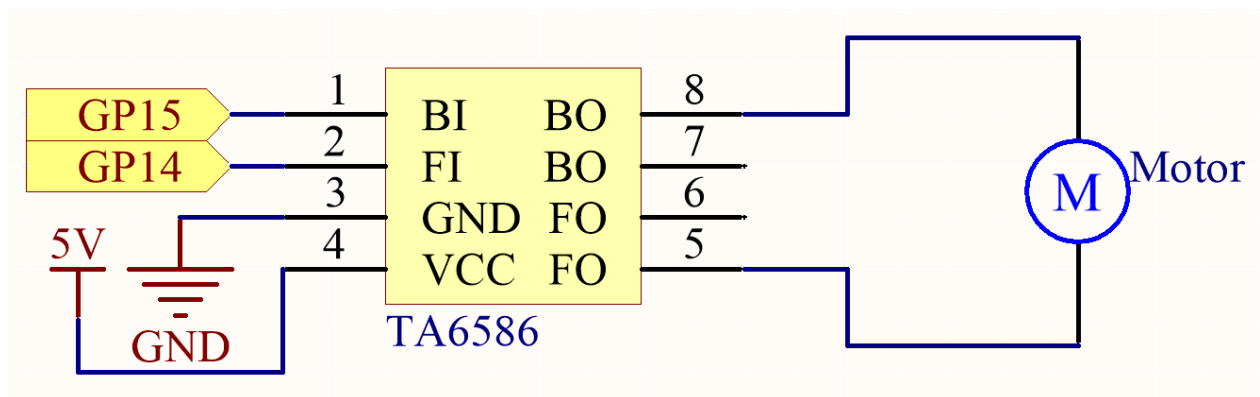 GP15 1 BI BO 8
GP14 2 FI BO 7
3 GND FO 6
5V 4 VCC FO 5
GND
TA6586
M Motor